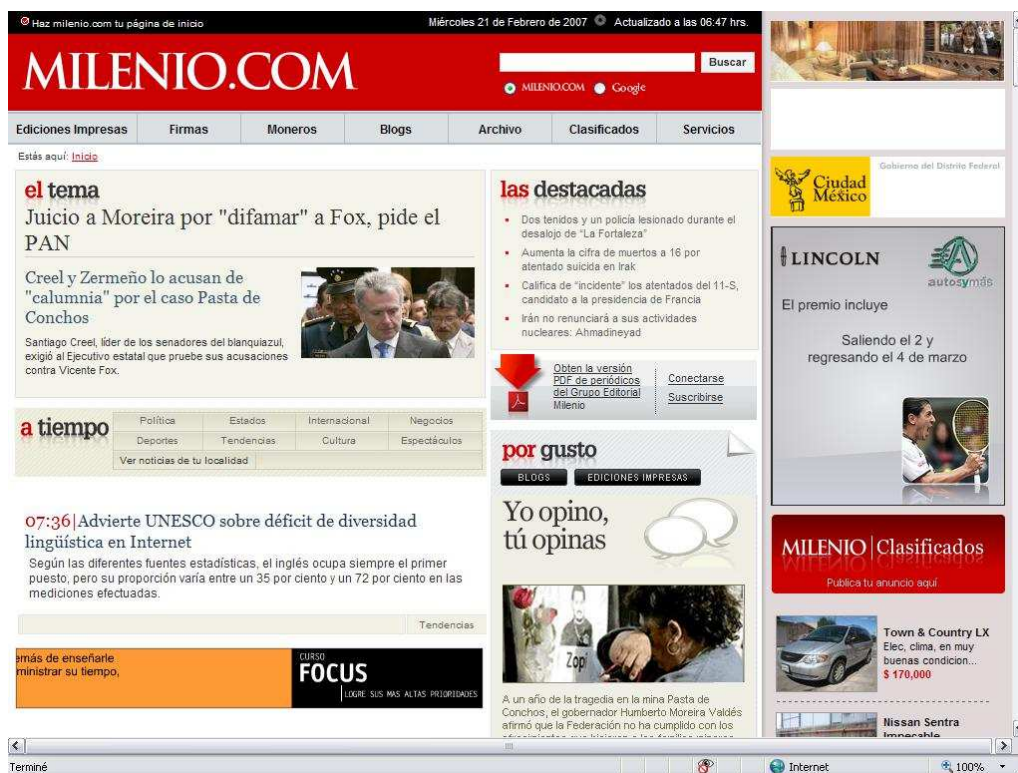 Haz milenio.com tu página de inicio
Miércoles 21 de Febrero de 2007 Actualizado a las 06:47 hrs.
MILENIO.COM
Buscar
MILENIO.COM Google
Ediciones Impresas Firmas Moneros Blogs Archivo Clasificados Servicios
Estás aquí: Inicio
el tema
Juicio a Moreira por "difamar" a Fox, pide el
PAN
Creel y Zermeño lo acusan de
"calumnia" por el caso Pasta de
Conchos
Santiago Creel, líder de los senadores del blanquiazul,
exigió al Ejecutivo estatal que pruebe sus acusaciones
contra Vicente Fox.
a tiempo
Política Estados Internacional Negocios
Deportes Tendencias Cultura Espectáculos
Ver noticias de tu localidad
07:36|Advierte UNESCO sobre déficit de diversidad
lingüística en Internet
Según las diferentes fuentes estadísticas, el inglés ocupa siempre el primer
puesto, pero su proporción varía entre un 35 por ciento y un 72 por ciento en las
mediciones efectuadas.
Tendencias
emás de enseñarle
ministrar su tiempo,
CURSO
FOCUS
LOGRE SUS MAS ALTAS PRIORIDADES
las destacadas
Dos tenidos y un policía lesionado durante el
desalojo de "La Fortaleza"
Aumenta la cifra de muertos a 16 por
atentado suicida en Irak
Califica de "incidente" los atentados del 11-S,
candidato a la presidencia de Francia
Irán no renunciará a sus actividades
nucleares: Ahmadineyad
Obten la versión
PDF de periódicos
del Grupo Editorial
Milenio
Conectarse
Suscribirse
por gusto
BLOGS EDICIONES IMPRESAS
Yo opino,
tú opinas
Zopi
A un año de la tragedia en la mina Pasta de
Conchos, el gobernador Humberto Moreira Valdés
afirmó que la Federación no ha cumplido con los
Gobierno del Distrito Federal
Ciudad
México
LINCOLN
autosymás
El premio incluye
Saliendo el 2 y
regresando el 4 de marzo
MILENIO|Clasificados
Publica tu anuncio aquí
Town & Country LX
Elec, clima, en muy
buenas condicion...
$ 170,000
Nissan Sentra
Impecable
Terminé
Internet
100%